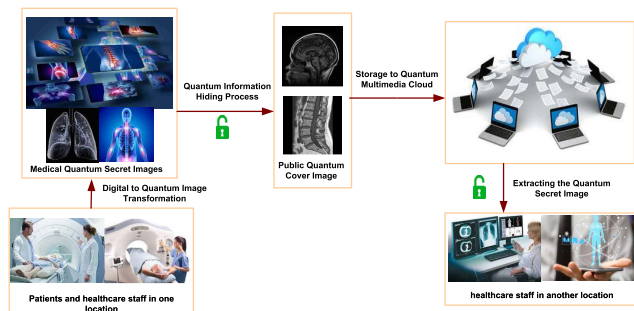 Quantum Information
Hiding Process
Storage to Quantum
Multimedia Cloud
Medical Quantum Secret Images
Public Quantum
Cover Image
Digital to Quantum Image
Transformation
Extracting the Quantum
Secret Image
Patients and healthcare staff in one
location
healthcare staff in another location